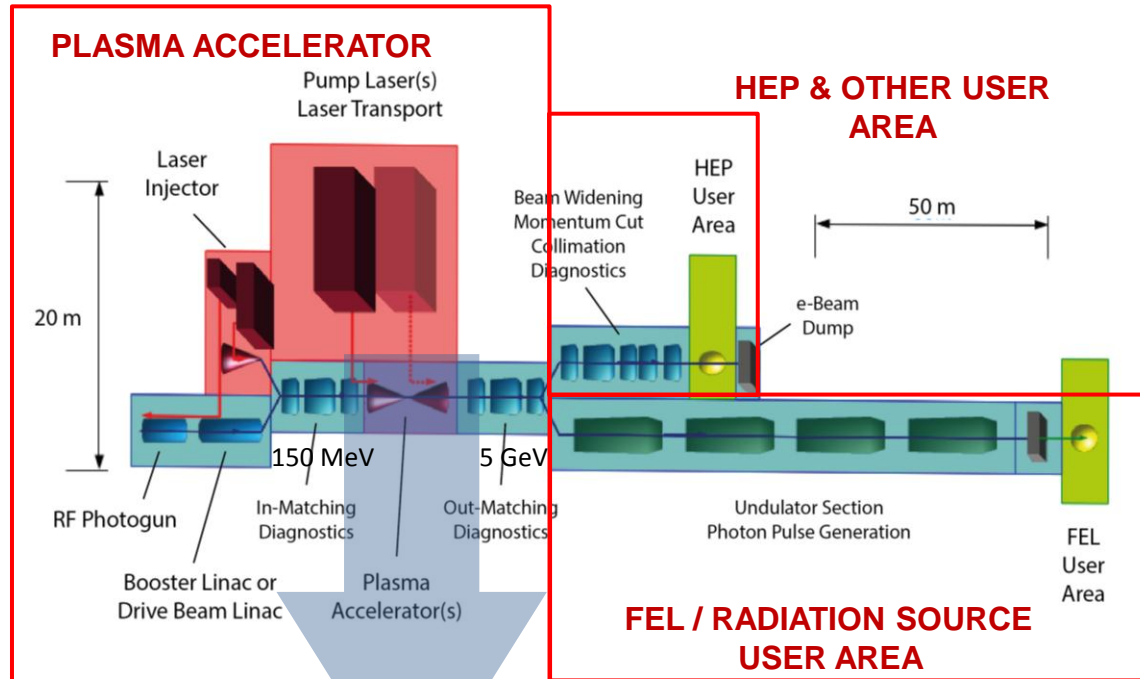 PLASMA ACCELERATOR
Pump Laser(s)
Laser Transport
HEP & OTHER USER
AREA
Laser
Injector
HEP
User
Area
Beam Widening
Momentum Cut
Collimation
Diagnostics
50 m
e-Beam
Dump
20 m
150 MeV
5 GeV
RF Photogun
In-Matching
Diagnostics
Out-Matching
Diagnostics
Undulator Section
Photon Pulse Generation
Booster Linac or
Drive Beam Linac
Plasma
Accelerator(s)
FEL
User
Area
FEL / RADIATION SOURCE
USER AREA